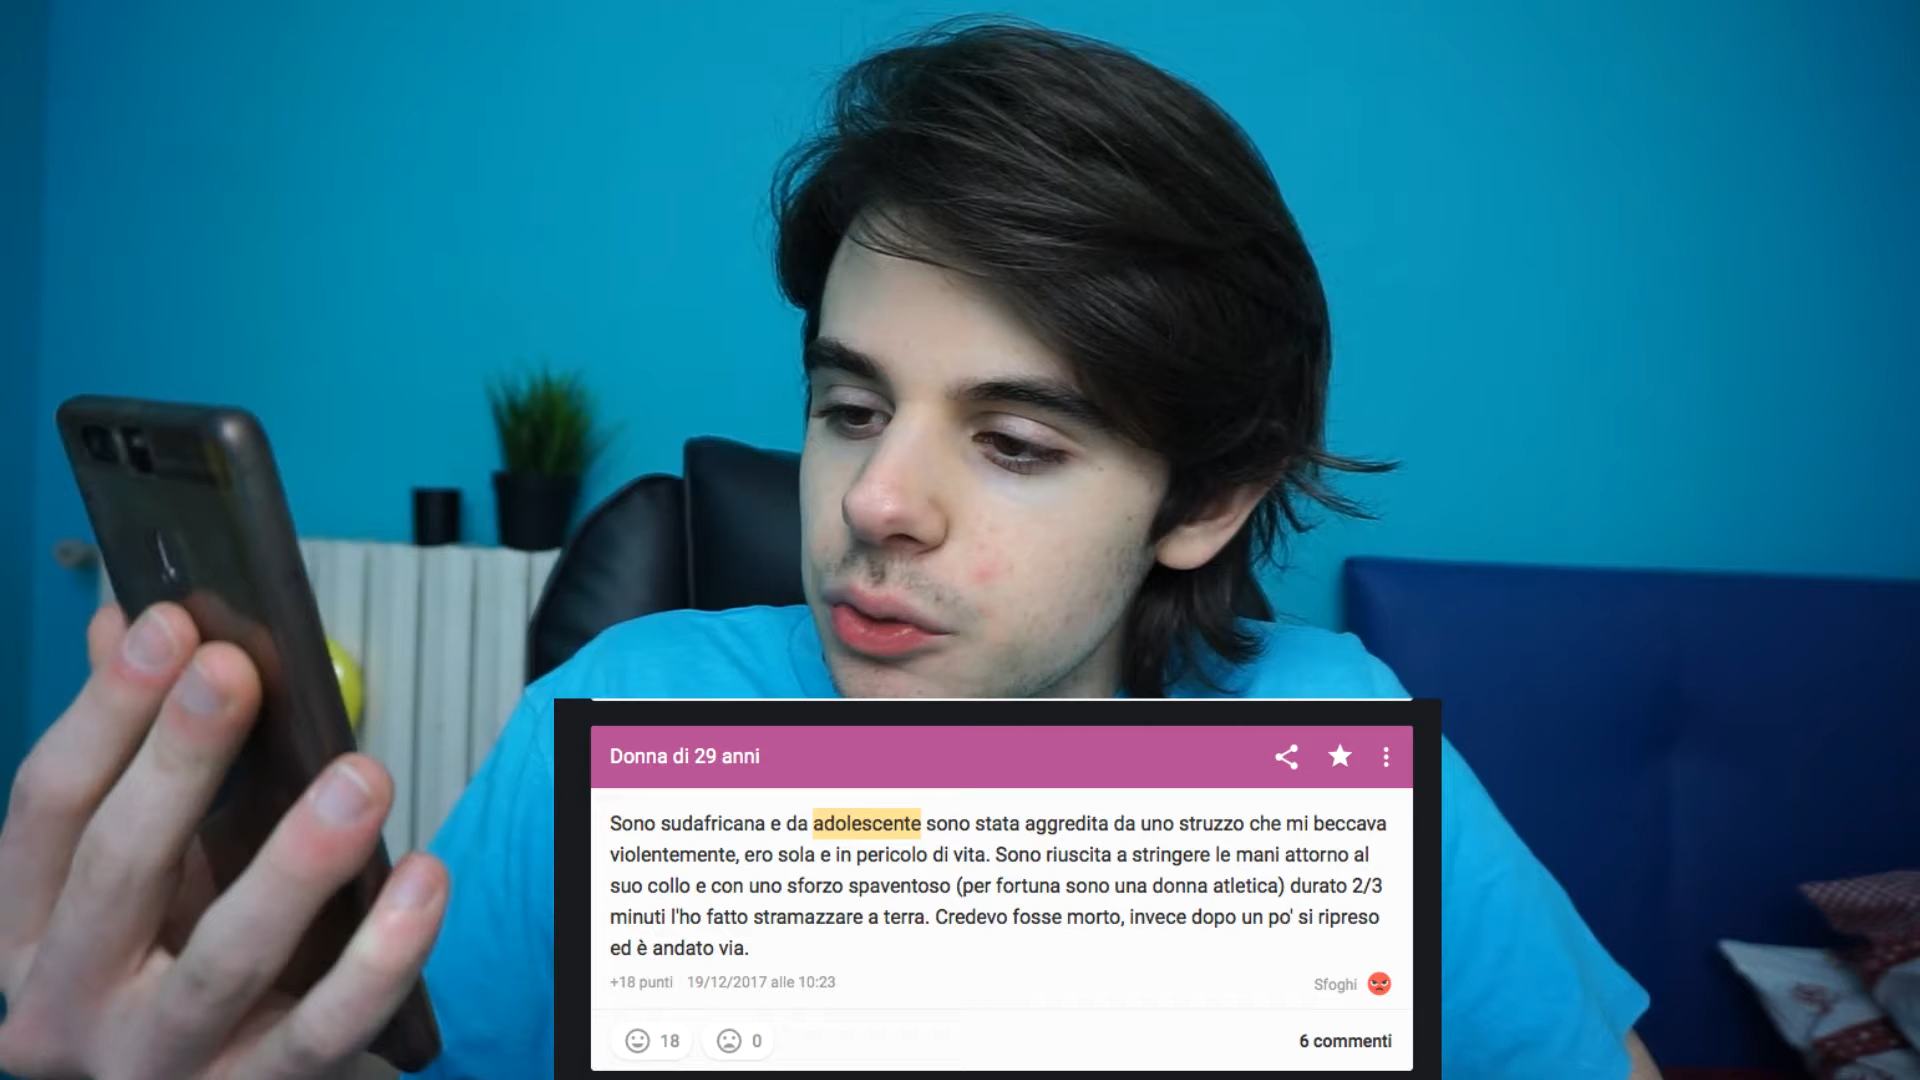 Donna di 29 anni
Sono sudafricana e da adolescente sono stata aggredita da uno struzzo che mi beccava
violentemente, ero sola e in pericolo di vita. Sono riuscita a stringere le mani attorno al
suo collo e con uno sforzo spaventoso (per fortuna sono una donna atletica) durato 2/3
minuti l'ho fatto stramazzare a terra. Credevo fosse morto, invece dopo un po' si ripreso
ed è andato via.
+18 punti 19/12/2017 alle 10:23 Sfoghi
18 0 6 commenti